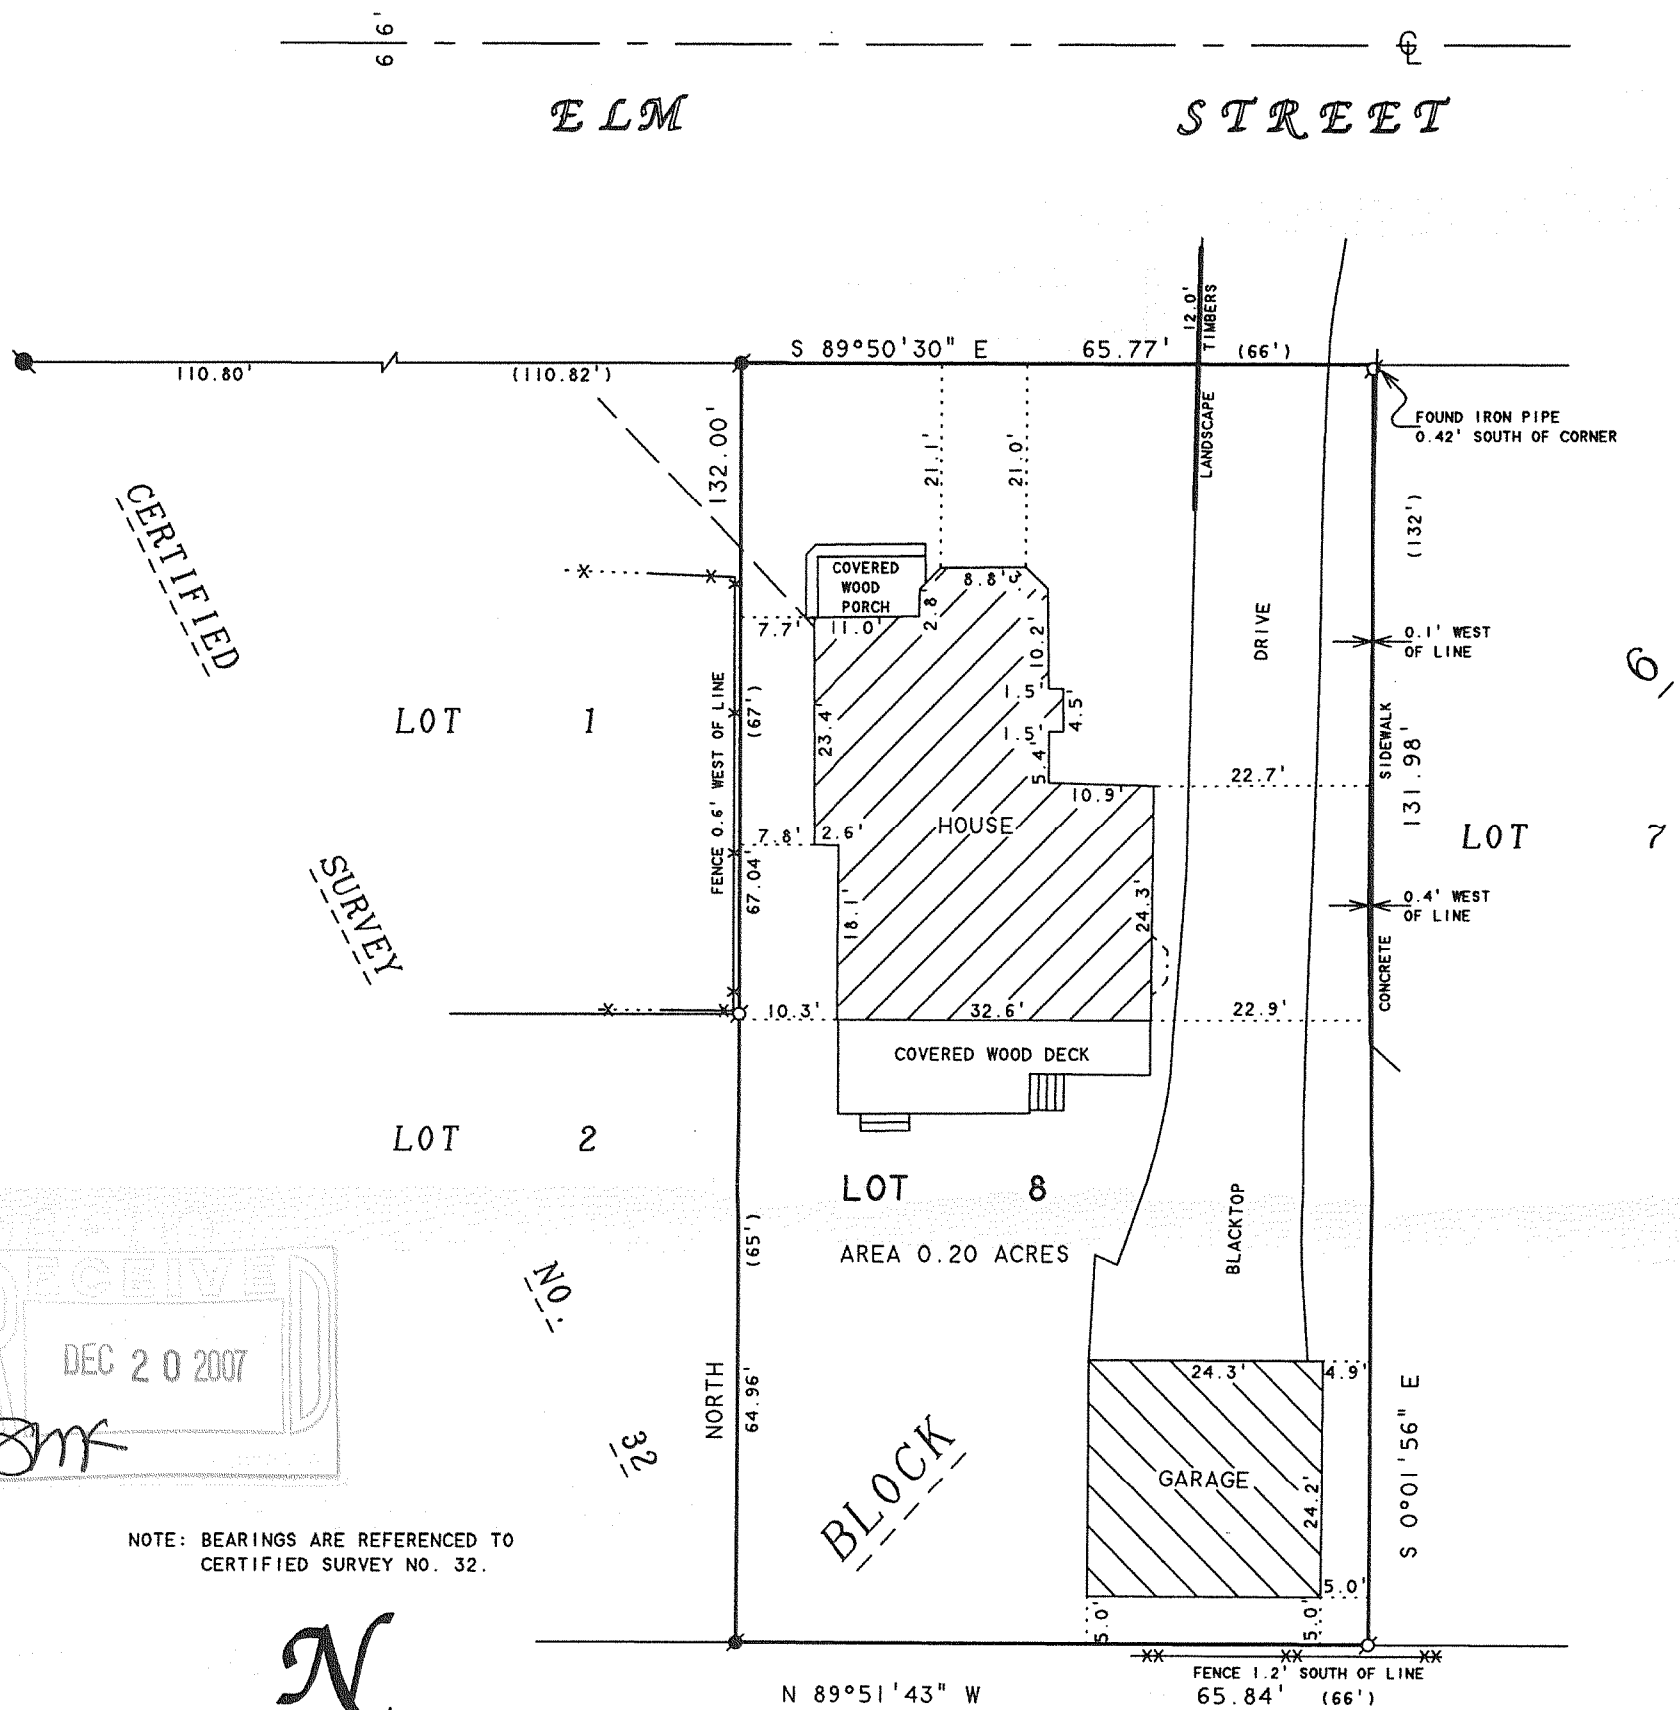 66'
℄
ELM STREET
12.0'
LANDSCAPE TIMBERS
S 89°50'30" E 65.77' (66')
110.80' (110.82')
FOUND IRON PIPE
0.42' SOUTH OF CORNER
132.00'
21.1'
21.0'
(132')
CERTIFIED
SURVEY
NO.
32
COVERED
WOOD
PORCH
8.8'
2.8
7.7'
11.0'
10.2'
DRIVE
0.1' WEST
OF LINE
6,
FENCE 0.6' WEST OF LINE
(67')
67.04'
23.4'
1.5'
4.5'
1.5'
5.4'
LOT 1
SIDEWALK
131.98'
22.7'
10.9'
HOUSE
7.8'
2.6'
LOT 7
18.1'
24.3'
0.4' WEST
OF LINE
CONCRETE
10.3'
32.6'
22.9'
COVERED WOOD DECK
LOT 2
LOT 8
AREA 0.20 ACRES
BLACKTOP
(65')
NORTH
64.96'
DEC 20 2007
24.3'
4.9'
S 0°01'56" E
GARAGE
24.2'
BLOCK
5.0'
5.0'
5.0'
NOTE: BEARINGS ARE REFERENCED TO
CERTIFIED SURVEY NO. 32.
N
FENCE 1.2' SOUTH OF LINE
N 89°51'43" W 65.84' (66')